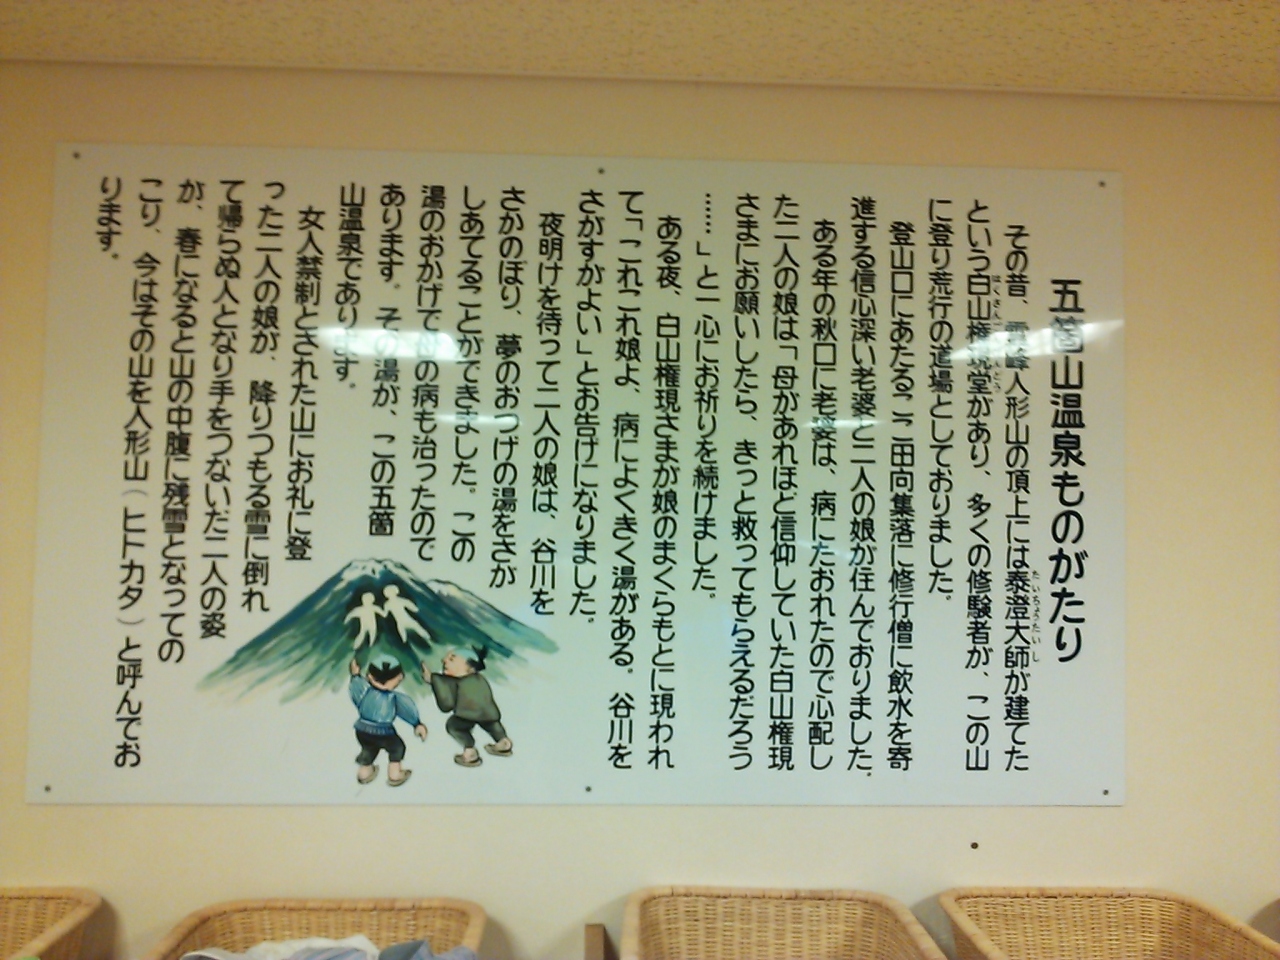 五箇山温泉ものがたり
その昔、霊峰人形山の頂上には泰澄大師が建てた
たいちょうたいし
という白山権現堂があり、多くの修験者が、この山
はくさんごんげんどう
に登り荒行の道場としておりました。
登山口にあたるここ田向集落に修行僧に飲水を寄
進する信心深い老婆と二人の娘が住んでおりました。
ある年の秋口に老婆は、病にたおれたので心配し
た二人の娘は「母があれほど信仰していた白山権現
さまにお願いしたら、きっと救ってもらえるだろう
……」と一心にお祈りを続けました。
ある夜、白山権現さまが娘のまくらもとに現われ
て「これこれ娘よ、病によくきく湯がある。谷川を
さがすがよい」とお告げになりました。
夜明けを待って二人の娘は、谷川を
さかのぼり、夢のおつげの湯をさが
しあてることができました。この
湯のおかげで母の病も治ったので
あります。その湯が、この五箇
山温泉であります。
女人禁制とされた山にお礼に登
った二人の娘が、降りつもる雪に倒れ
て帰らぬ人となり手をつないだ二人の姿
が、春になると山の中腹に残雪となっての
こり、今はその山を人形山（ヒトカタ）と呼んでお
ります。